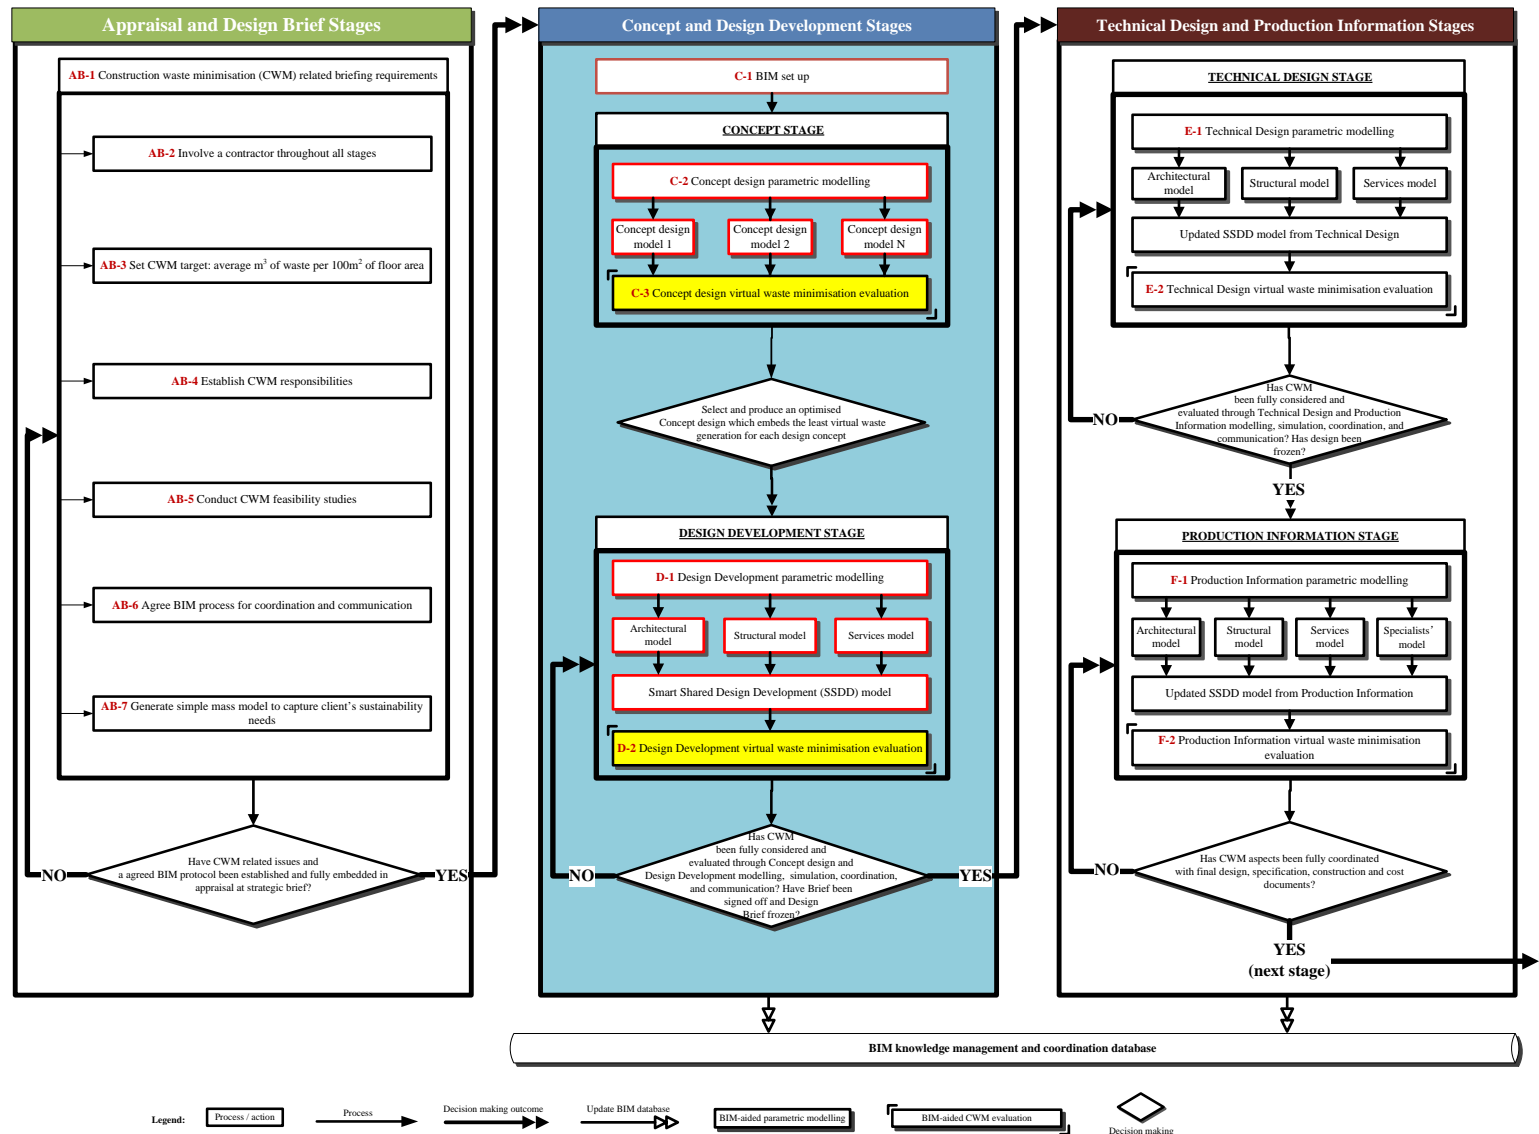 Appraisal and Design Brief Stages
AB-1 Construction waste minimisation (CWM) related briefing requirements
AB-2 Involve a contractor throughout all stages
AB-3 Set CWM target: average m³ of waste per 100m² of floor area
AB-4 Establish CWM responsibilities
AB-5 Conduct CWM feasibility studies
AB-6 Agree BIM process for coordination and communication
AB-7 Generate simple mass model to capture client's sustainability
needs
Have CWM related issues and
a agreed BIM protocol been established and fully embedded in
appraisal at strategic brief?
NO
YES
Concept and Design Development Stages
C-1 BIM set up
CONCEPT STAGE
C-2 Concept design parametric modelling
Concept design
model 1
Concept design
model 2
Concept design
model N
C-3 Concept design virtual waste minimisation evaluation
Select and produce an optimised
Concept design which embeds the least virtual waste
generation for each design concept
DESIGN DEVELOPMENT STAGE
D-1 Design Development parametric modelling
Architectural
model
Structural model
Services model
Smart Shared Design Development (SSDD) model
D-2 Design Development virtual waste minimisation evaluation
Has CWM
been fully considered and
evaluated through Concept design and
Design Development modelling, simulation, coordination,
and communication? Have Brief been
signed off and Design
Brief frozen?
NO
YES
Technical Design and Production Information Stages
TECHNICAL DESIGN STAGE
E-1 Technical Design parametric modelling
Architectural
model
Structural model
Services model
Updated SSDD model from Technical Design
E-2 Technical Design virtual waste minimisation evaluation
Has CWM
been fully considered and
evaluated through Technical Design and Production
Information modelling, simulation, coordination, and
communication? Has design been
frozen?
NO
YES
PRODUCTION INFORMATION STAGE
F-1 Production Information parametric modelling
Architectural
model
Structural
model
Services
model
Specialists'
model
Updated SSDD model from Production Information
F-2 Production Information virtual waste minimisation
evaluation
Has CWM aspects been fully coordinated
with final design, specification, construction and cost
documents?
NO
YES
(next stage)
BIM knowledge management and coordination database
Legend:
Process / action
Process
Decision making outcome
Update BIM database
BIM-aided parametric modelling
BIM-aided CWM evaluation
Decision making